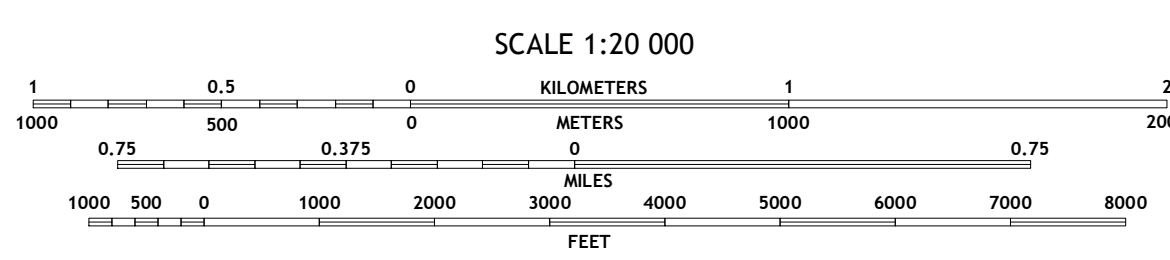 SCALE 1:20 000
1 0.5 0 KILOMETERS 1 2
1000 500 0 METERS 1000 200
0.75 0.375 0 0.75
MILES
1000 500 0 1000 2000 3000 4000 5000 6000 7000 8000
FEET